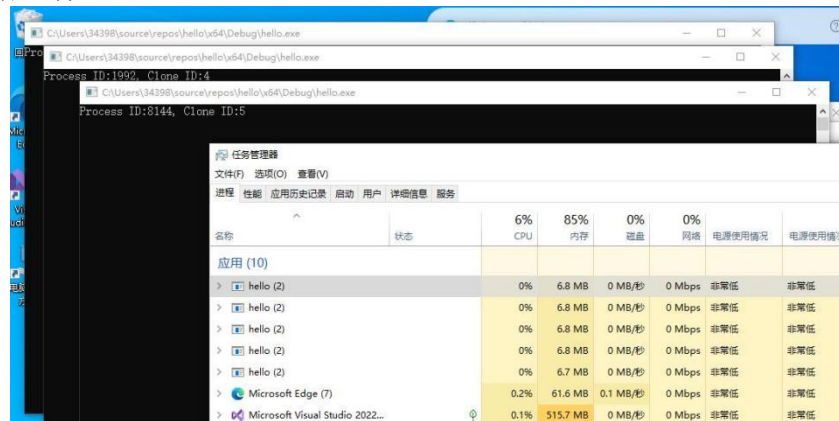 C:\Users\34398\source\repos\hello\x64\Debug\hello.exe
C:\Users\34398\source\repos\hello\x64\Debug\hello.exe
Process ID:1992, Clone ID:4
C:\Users\34398\source\repos\hello\x64\Debug\hello.exe
Process ID:8144, Clone ID:5
任务管理器
文件(F) 选项(O) 查看(V)
进程 性能 应用历史记录 启动 用户 详细信息 服务
6% 85% 0% 0%
名称 状态 CPU 内存 磁盘 网络 电源使用情况 电源使用情
应用 (10)
hello (2) 0% 6.8 MB 0 MB/秒 0 Mbps 非常低 非常低
hello (2) 0% 6.8 MB 0 MB/秒 0 Mbps 非常低 非常低
hello (2) 0% 6.8 MB 0 MB/秒 0 Mbps 非常低 非常低
hello (2) 0% 6.8 MB 0 MB/秒 0 Mbps 非常低 非常低
hello (2) 0% 6.7 MB 0 MB/秒 0 Mbps 非常低 非常低
Microsoft Edge (7) 0.2% 61.6 MB 0.1 MB/秒 0 Mbps 非常低 非常低
Microsoft Visual Studio 2022... 0.1% 515.7 MB 0 MB/秒 0 Mbps 非常低 非常低